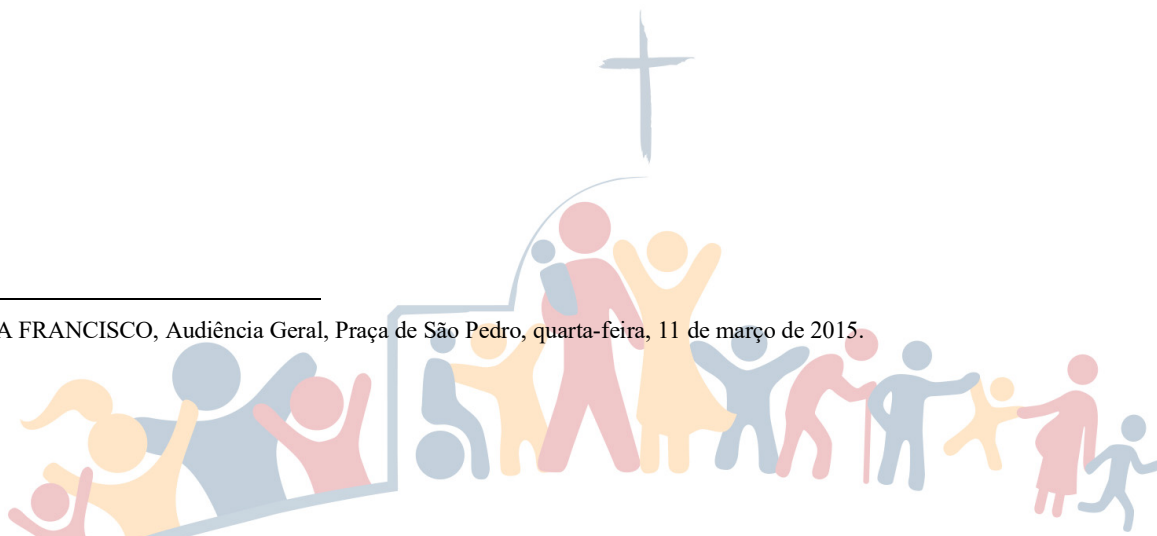 A FRANCISCO, Audiência Geral, Praça de São Pedro, quarta-feira, 11 de março de 2015.